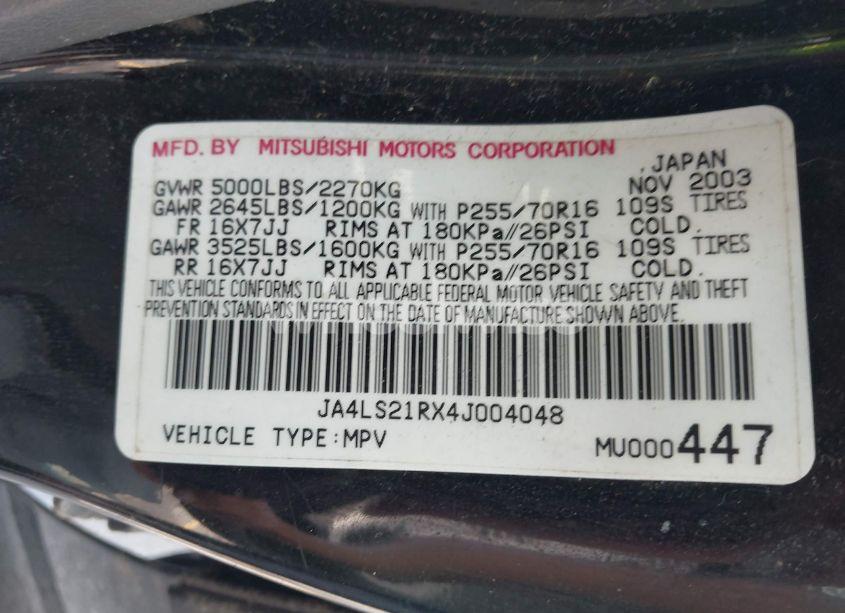 MFD. BY MITSUBISHI MOTORS CORPORATION
JAPAN
GVWR 5000LBS/2270KG NOV 2003
GAWR 2645LBS/1200KG WITH P255/70R16 109S TIRES
FR 16X7JJ RIMS AT 180KPa//26PSI COLD.
GAWR 3525LBS/1600KG WITH P255/70R16 109S TIRES
RR 16X7JJ RIMS AT 180KPa//26PSI COLD.
THIS VEHICLE CONFORMS TO ALL APPLICABLE FEDERAL MOTOR VEHICLE SAFETY AND THEFT
PREVENTION STANDARDS IN EFFECT ON THE DATE OF MANUFACTURE SHOWN ABOVE.
JA4LS21RX4J004048
VEHICLE TYPE:MPV MU000447